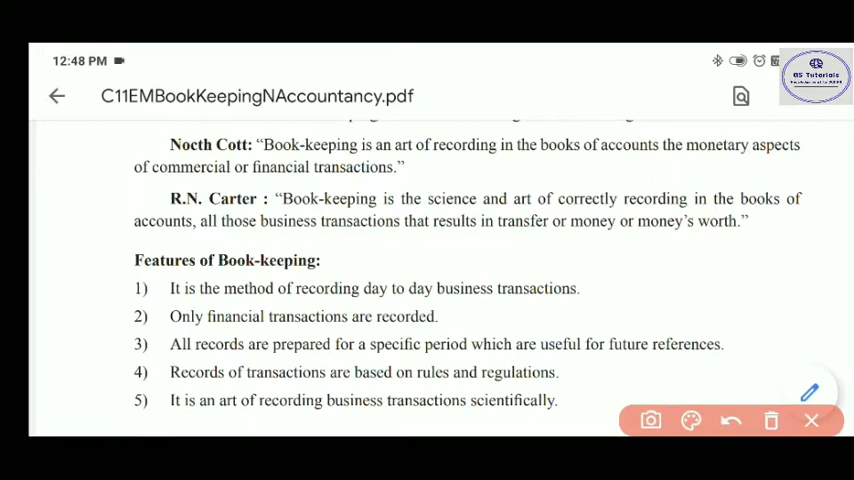 12:48 PM
GS Tutorials
C11EMBookKeepingNAccountancy.pdf
Nocth Cott: “Book-keeping is an art of recording in the books of accounts the monetary aspects
of commercial or financial transactions.”
R.N. Carter : “Book-keeping is the science and art of correctly recording in the books of
accounts, all those business transactions that results in transfer or money or money’s worth.”
Features of Book-keeping:
1) It is the method of recording day to day business transactions.
2) Only financial transactions are recorded.
3) All records are prepared for a specific period which are useful for future references.
4) Records of transactions are based on rules and regulations.
5) It is an art of recording business transactions scientifically.